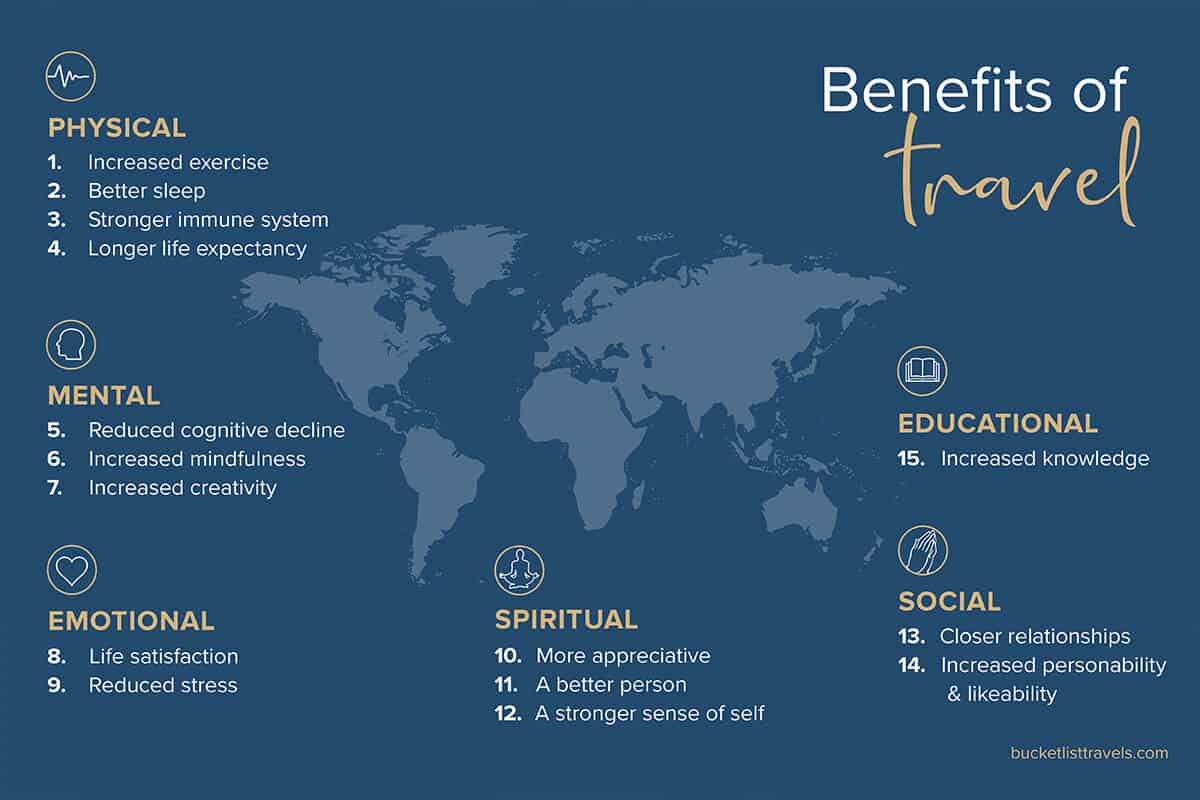 Benefits of
travel
PHYSICAL
1. Increased exercise
2. Better sleep
3. Stronger immune system
4. Longer life expectancy
MENTAL
5. Reduced cognitive decline
6. Increased mindfulness
7. Increased creativity
EMOTIONAL
8. Life satisfaction
9. Reduced stress
SPIRITUAL
10. More appreciative
11. A better person
12. A stronger sense of self
SOCIAL
13. Closer relationships
14. Increased personability
& likeability
EDUCATIONAL
15. Increased knowledge
bucketlisttravels.com